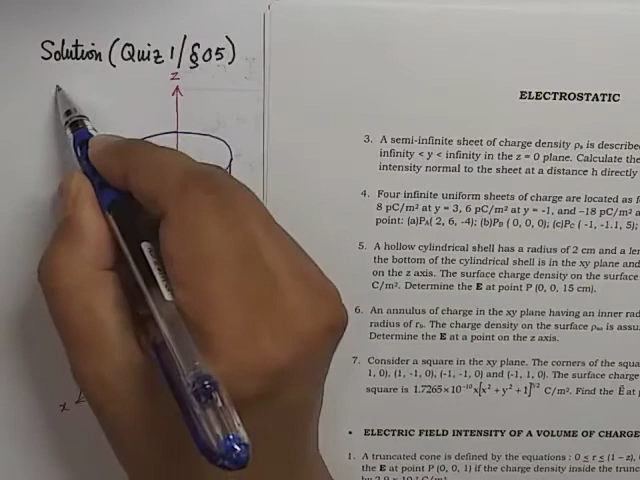 Solution (Quiz 1/§05)
z
x
ELECTROSTATIC
3. A semi-infinite sheet of charge density ρs is described
infinity < y < infinity in the z = 0 plane. Calculate the
intensity normal to the sheet at a distance h directly
4. Four infinite uniform sheets of charge are located as
8 pC/m² at y = 3, 6 pC/m² at y = -1, and −18 pC/m²
point: (a)PA( 2, 6, -4); (b)PB ( 0, 0, 0); (c)PC ( -1, -1.1, 5);
5. A hollow cylindrical shell has a radius of 2 cm and a
the bottom of the cylindrical shell is in the xy plane and
on the z axis. The surface charge density on the surface
C/m². Determine the E at point P (0, 0, 15 cm).
6. An annulus of charge in the xy plane having an inner
radius of rb. The charge density on the surface ρso is
Determine the E at a point on the z axis.
7. Consider a square in the xy plane. The corners of the
1, 0), (1, -1, 0), (-1, -1, 0) and (-1, 1, 0). The surface charge
square is 1.7265×10⁻¹⁰x[x² + y² + 1]³/² C/m². Find the E⃗ at
• ELECTRIC FIELD INTENSITY OF A VOLUME OF CHARGE
1. A truncated cone is defined by the equations : 0 ≤ r ≤ (1 − z),
the E at point P (0, 0, 1) if the charge density inside the